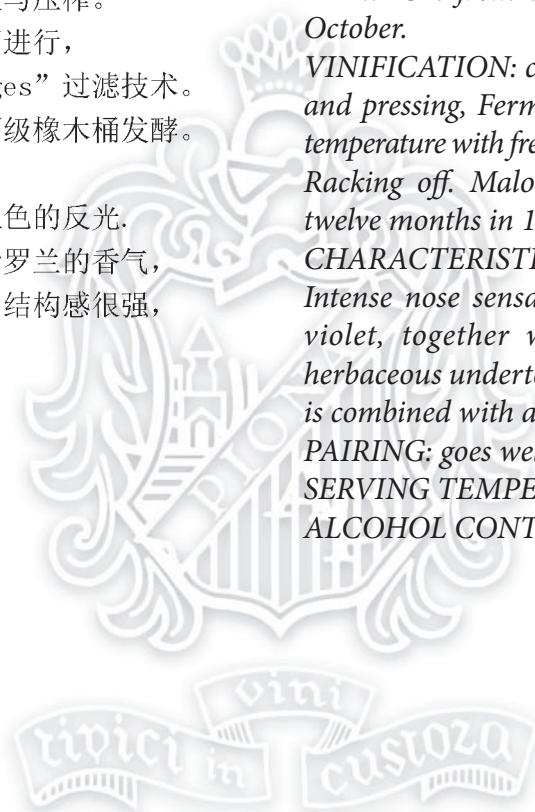 与压榨。
进行，
ges”过滤技术。
级橡木桶发酵。
色的反光.
罗兰的香气，
结构感很强，
October.
VINIFICATION: c
and pressing, Ferm
temperature with fre
Racking off. Malo
twelve months in 1
CHARACTERISTI
Intense nose sensa
violet, together w
herbaceous underto
is combined with a
PAIRING: goes wel
SERVING TEMPE
ALCOHOL CONT
PION
vini
tipici in custoza